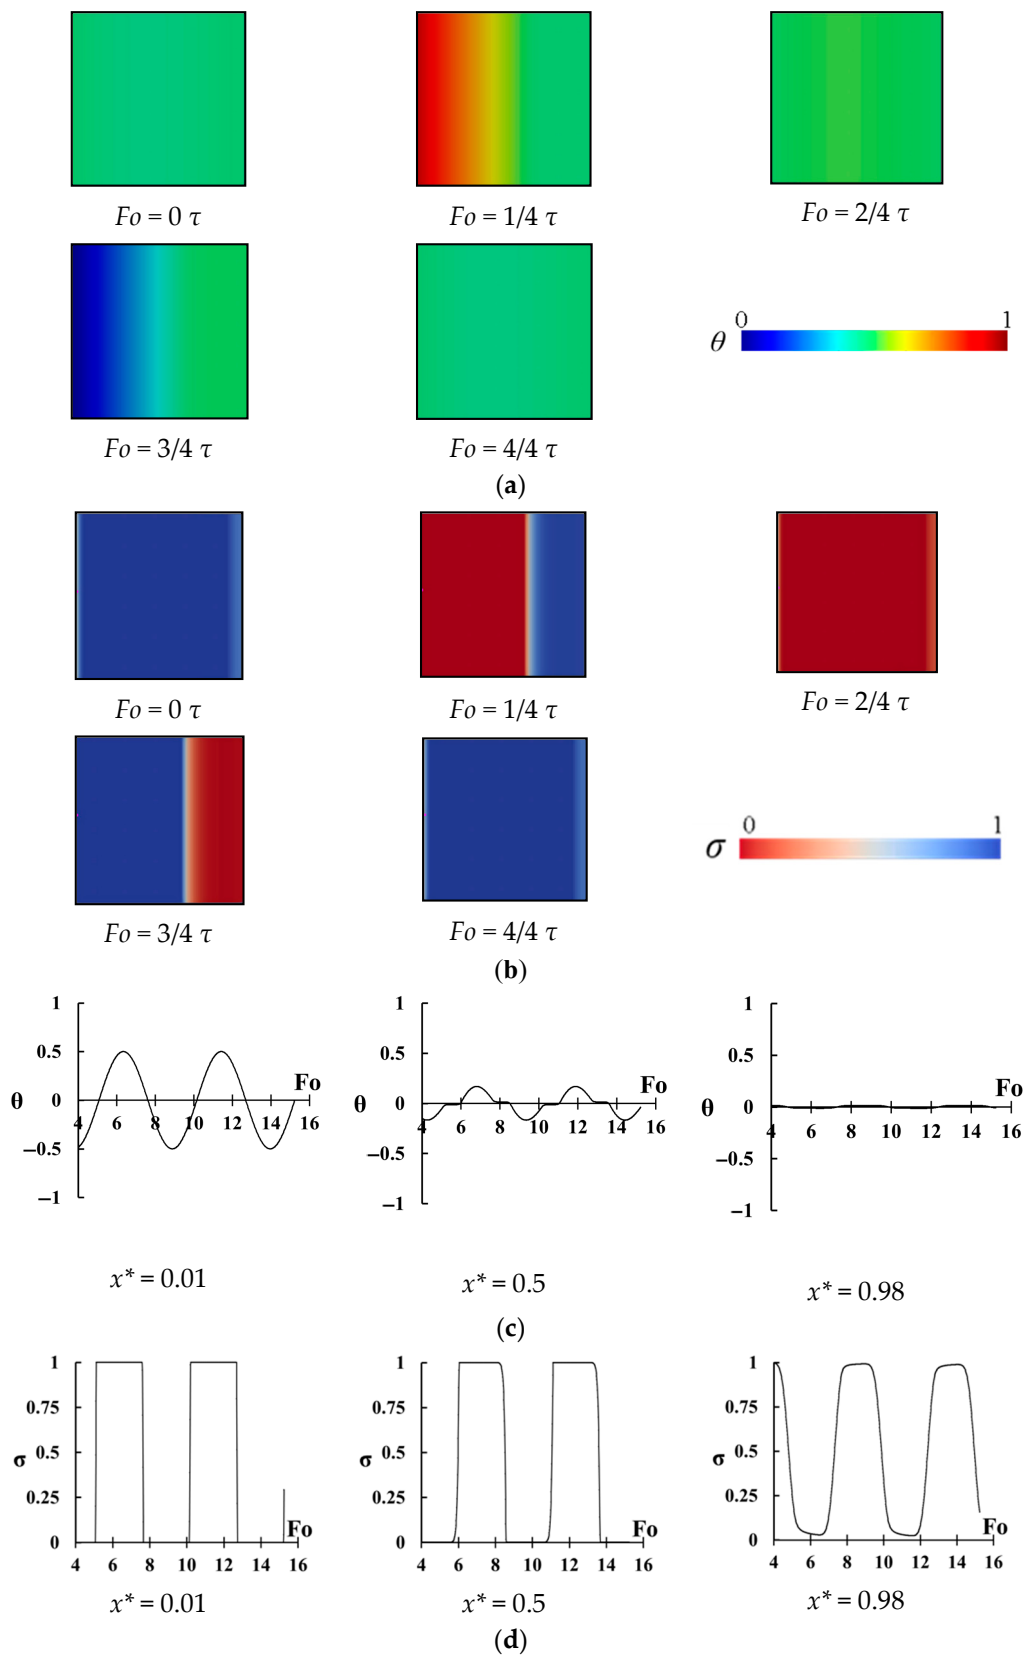 Fo = 0 τ
Fo = 1/4 τ
Fo = 2/4 τ
0 1
θ
Fo = 3/4 τ
Fo = 4/4 τ
(a)
Fo = 0 τ
Fo = 1/4 τ
Fo = 2/4 τ
0 1
σ
Fo = 3/4 τ
Fo = 4/4 τ
(b)
1
0.5
0
−0.5
−1
θ
Fo
4 6 8 10 12 14 16
x* = 0.01
1
0.5
0
−0.5
−1
θ
Fo
4 6 8 10 12 14 16
x* = 0.5
1
0.5
0
−0.5
−1
θ
Fo
4 6 8 10 12 14 16
x* = 0.98
(c)
1
0.75
0.5
0.25
0
σ
Fo
4 6 8 10 12 14 16
x* = 0.01
1
0.75
0.5
0.25
0
σ
Fo
4 6 8 10 12 14 16
x* = 0.5
1
0.75
0.5
0.25
0
σ
Fo
4 6 8 10 12 14 16
x* = 0.98
(d)